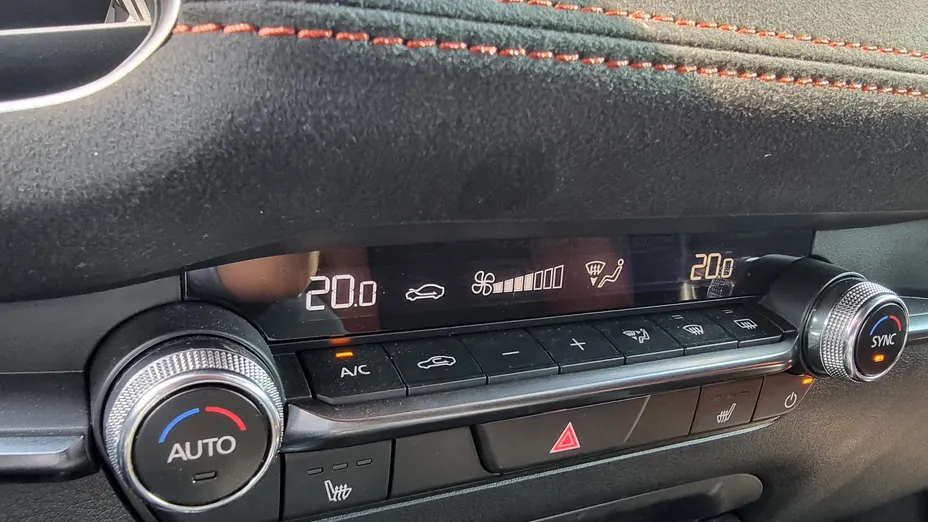 20.0 20.0
A/C - +
SYNC
AUTO